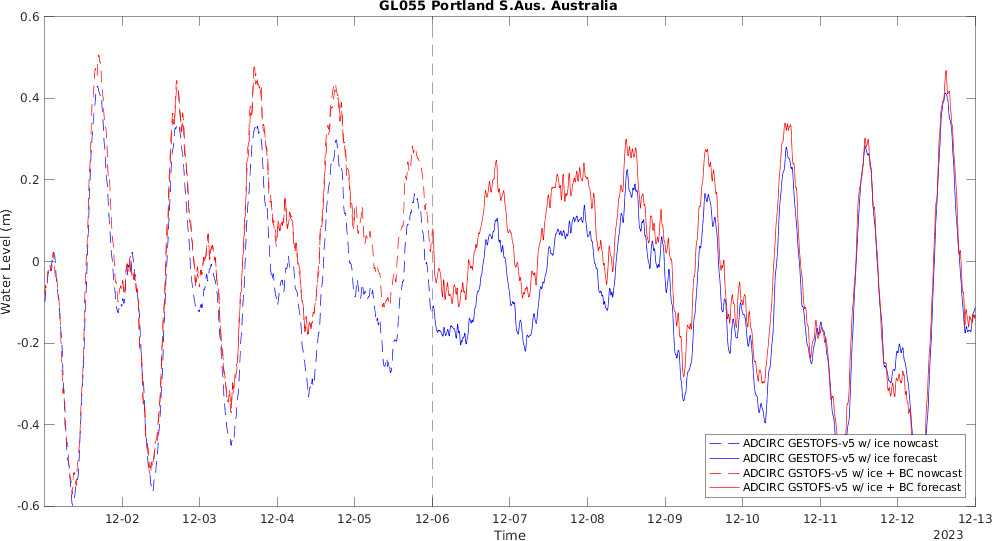 GL055 Portland S.Aus. Australia
0.6
0.4
0.2
0
-0.2
-0.4
-0.6
Water Level (m)
ADCIRC GESTOFS-v5 w/ ice nowcast
ADCIRC GESTOFS-v5 w/ ice forecast
ADCIRC GSTOFS-v5 w/ ice + BC nowcast
ADCIRC GSTOFS-v5 w/ ice + BC forecast
12-02 12-03 12-04 12-05 12-06 12-07 12-08 12-09 12-10 12-11 12-12 12-13
Time
2023